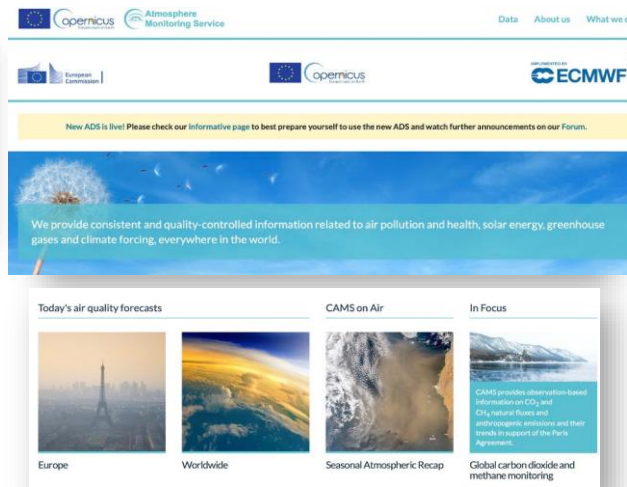 Copernicus
Atmosphere
Monitoring Service
Data About us What we
European
Commission
Copernicus
IMPLEMENTED BY
ECMWF
New ADS is live! Please check our informative page to best prepare yourself to use the new ADS and watch further announcements on our Forum.
We provide consistent and quality-controlled information related to air pollution and health, solar energy, greenhouse
gases and climate forcing, everywhere in the world.
Today's air quality forecasts CAMS on Air In Focus
CAMS provides observation-based
information on CO₂ and
CH₄ natural fluxes and
anthropogenic emissions and their
trends in support of the Paris
Agreement.
Europe Worldwide Seasonal Atmospheric Recap Global carbon dioxide and
methane monitoring